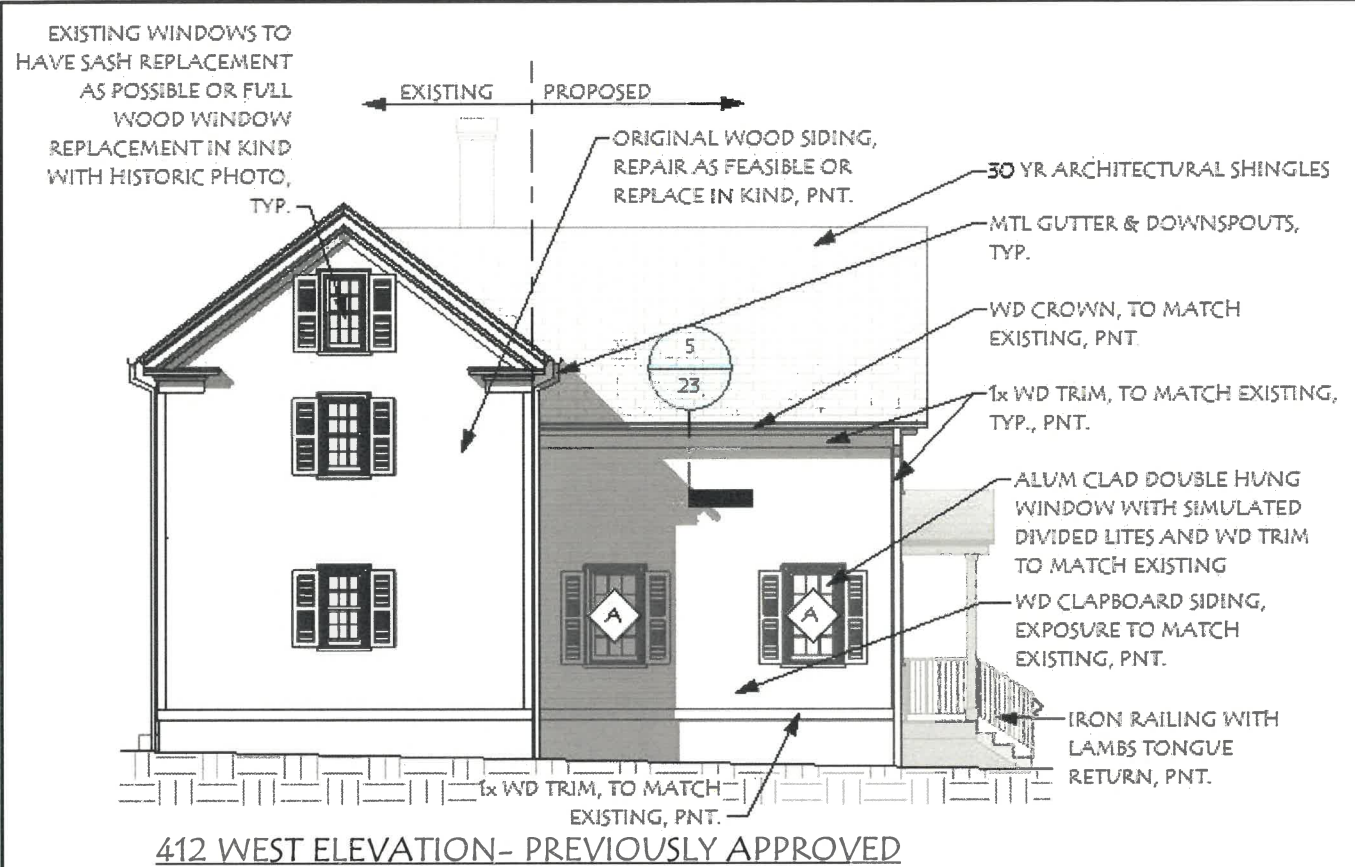 EXISTING WINDOWS TO
HAVE SASH REPLACEMENT
AS POSSIBLE OR FULL
WOOD WINDOW
REPLACEMENT IN KIND
WITH HISTORIC PHOTO,
TYP.
EXISTING
PROPOSED
ORIGINAL WOOD SIDING,
REPAIR AS FEASIBLE OR
REPLACE IN KIND, PNT.
30 YR ARCHITECTURAL SHINGLES
MTL GUTTER & DOWNSPOUTS,
TYP.
WD CROWN, TO MATCH
EXISTING, PNT
5
23
1x WD TRIM, TO MATCH EXISTING,
TYP., PNT.
ALUM CLAD DOUBLE HUNG
WINDOW WITH SIMULATED
DIVIDED LITES AND WD TRIM
TO MATCH EXISTING
A
A
WD CLAPBOARD SIDING,
EXPOSURE TO MATCH
EXISTING, PNT.
IRON RAILING WITH
LAMBS TONGUE
RETURN, PNT.
1x WD TRIM, TO MATCH
EXISTING, PNT.
412 WEST ELEVATION- PREVIOUSLY APPROVED